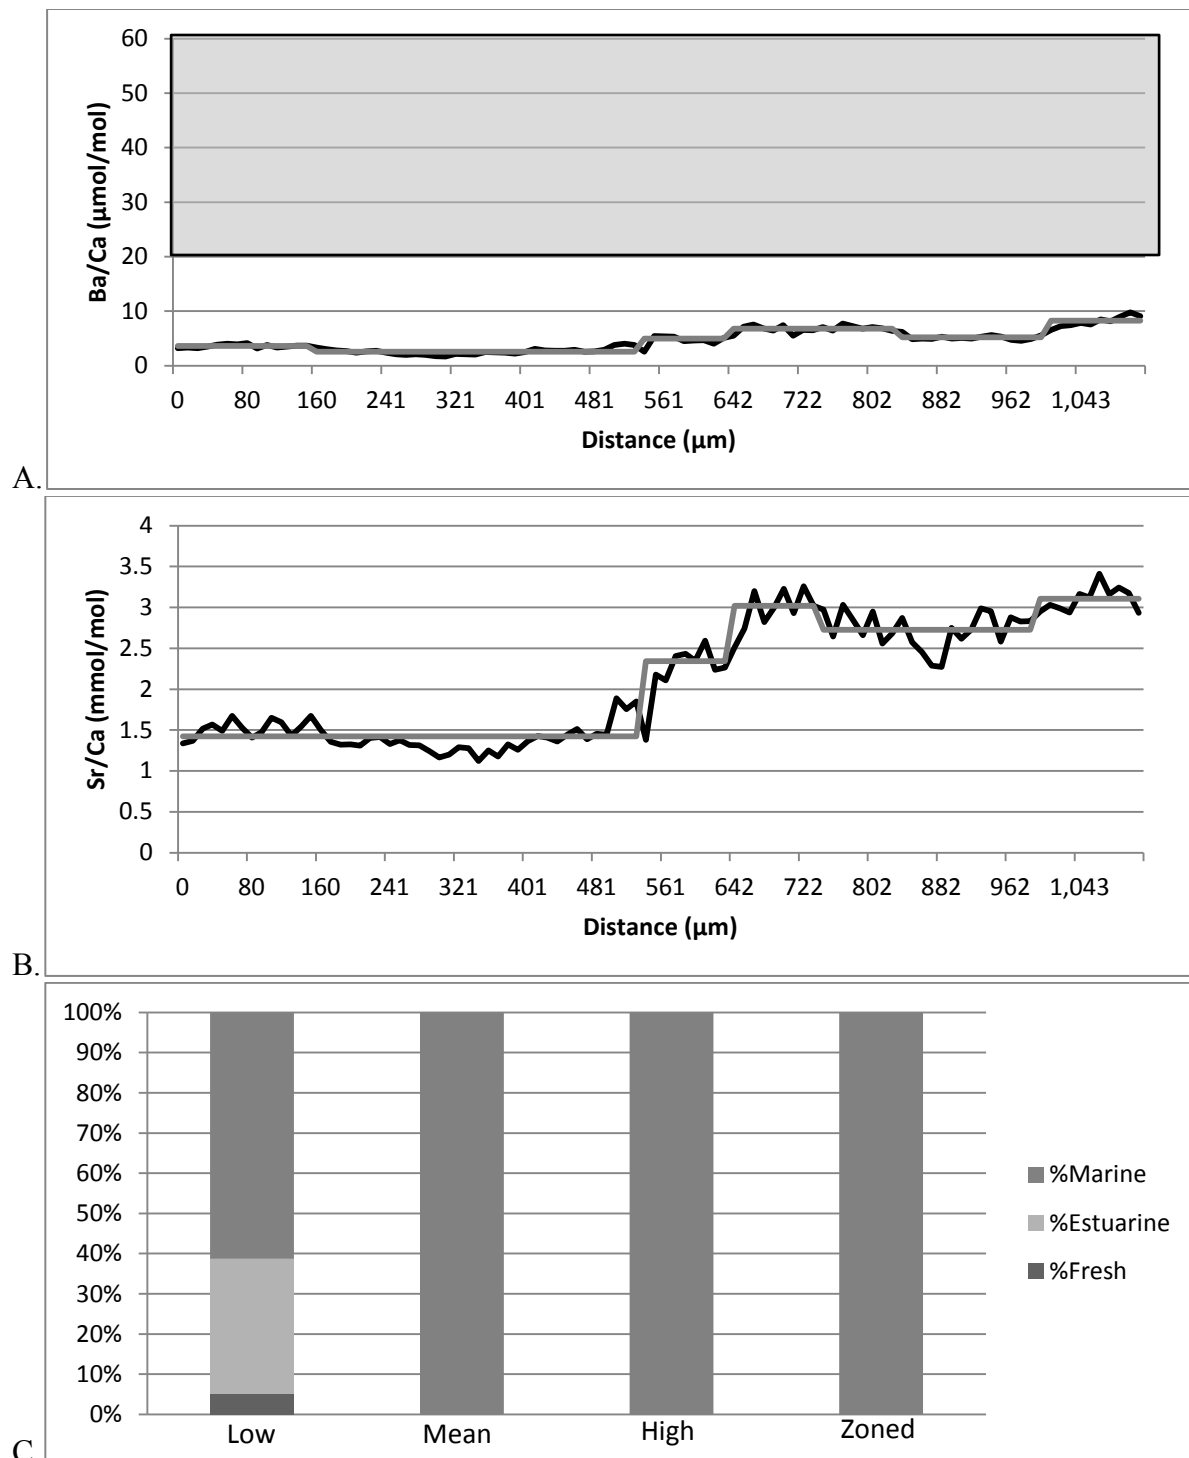 60
50
40
30
20
10
0
Ba/Ca (μmol/mol)
0 80 160 241 321 401 481 561 642 722 802 882 962 1,043
Distance (μm)
A.
4
3.5
3
2.5
2
1.5
1
0.5
0
Sr/Ca (mmol/mol)
0 80 160 241 321 401 481 561 642 722 802 882 962 1,043
Distance (μm)
B.
100%
90%
80%
70%
60%
50%
40%
30%
20%
10%
0%
Low Mean High Zoned
%Marine
%Estuarine
%Fresh
C